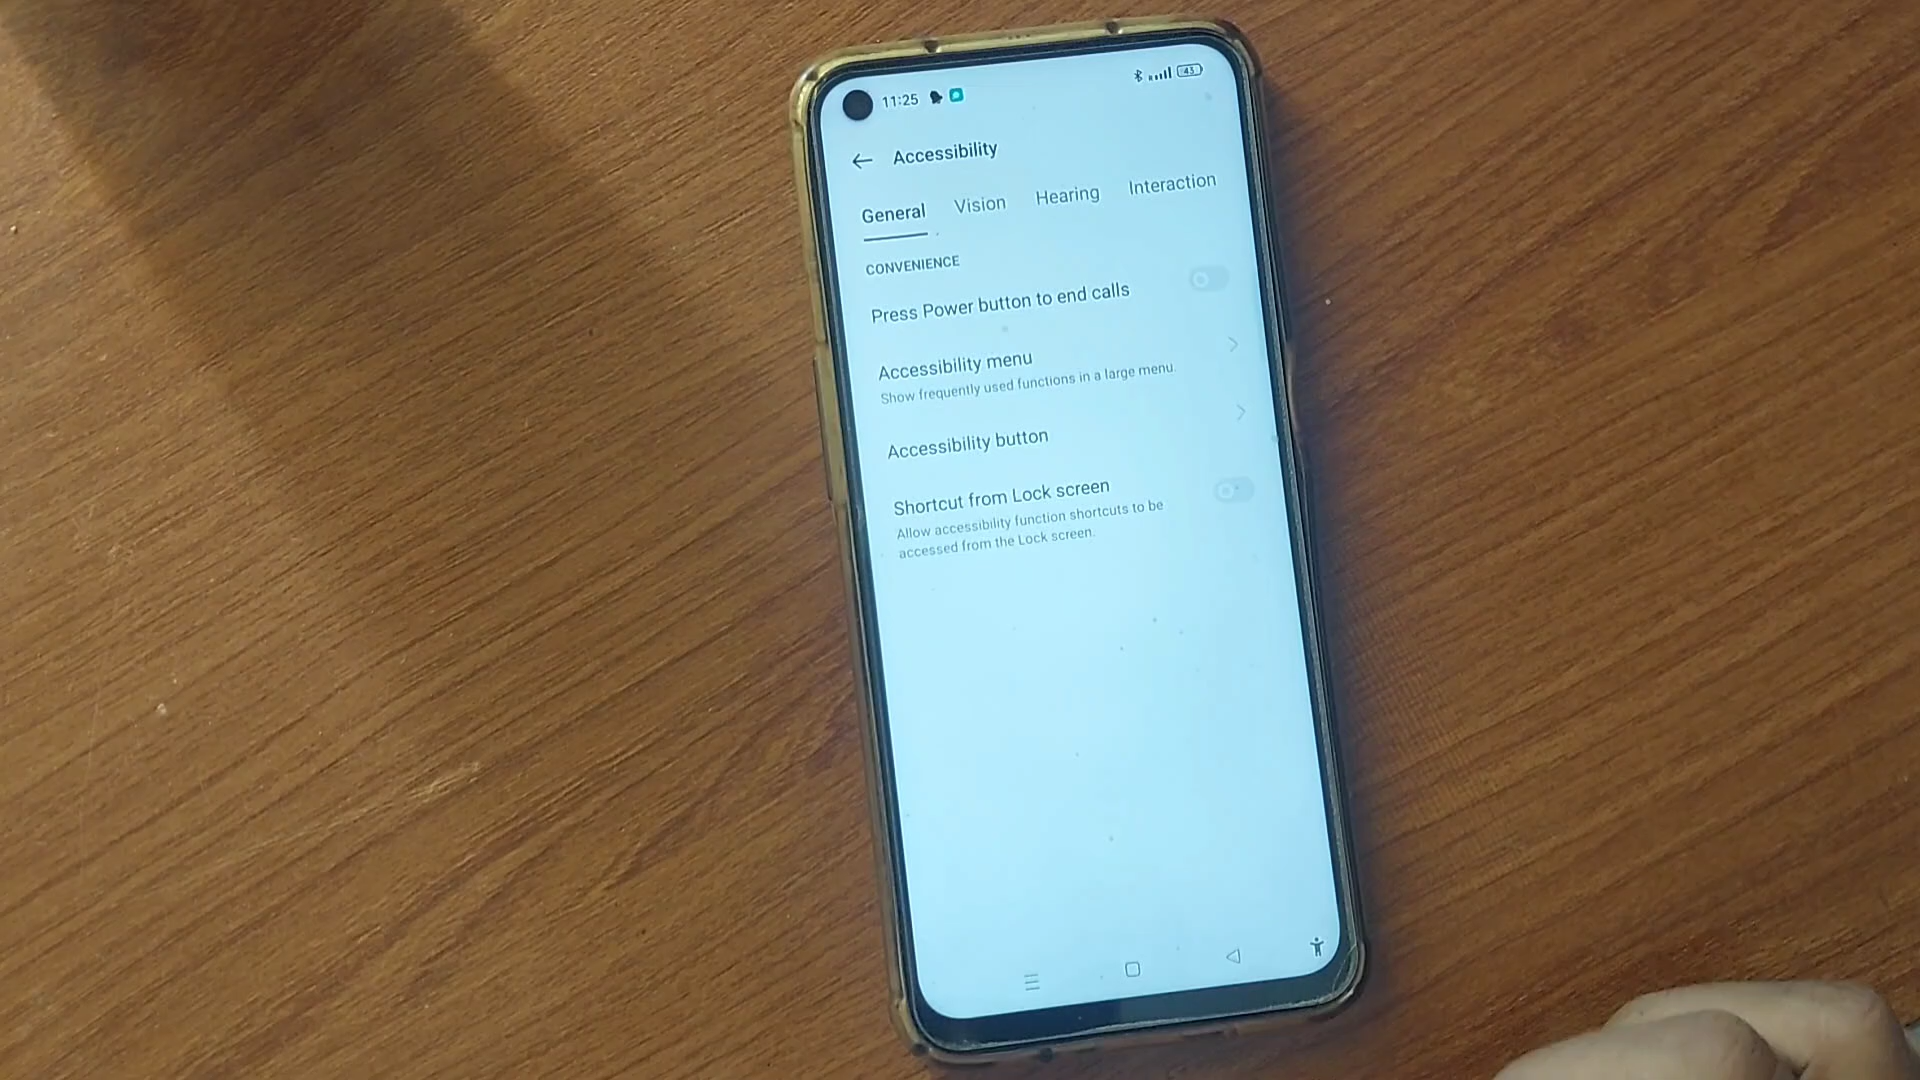 11:25 43
Accessibility
General Vision Hearing Interaction
CONVENIENCE
Press Power button to end calls
Accessibility menu
Show frequently used functions in a large menu.
Accessibility button
Shortcut from Lock screen
Allow accessibility function shortcuts to be
accessed from the Lock screen.